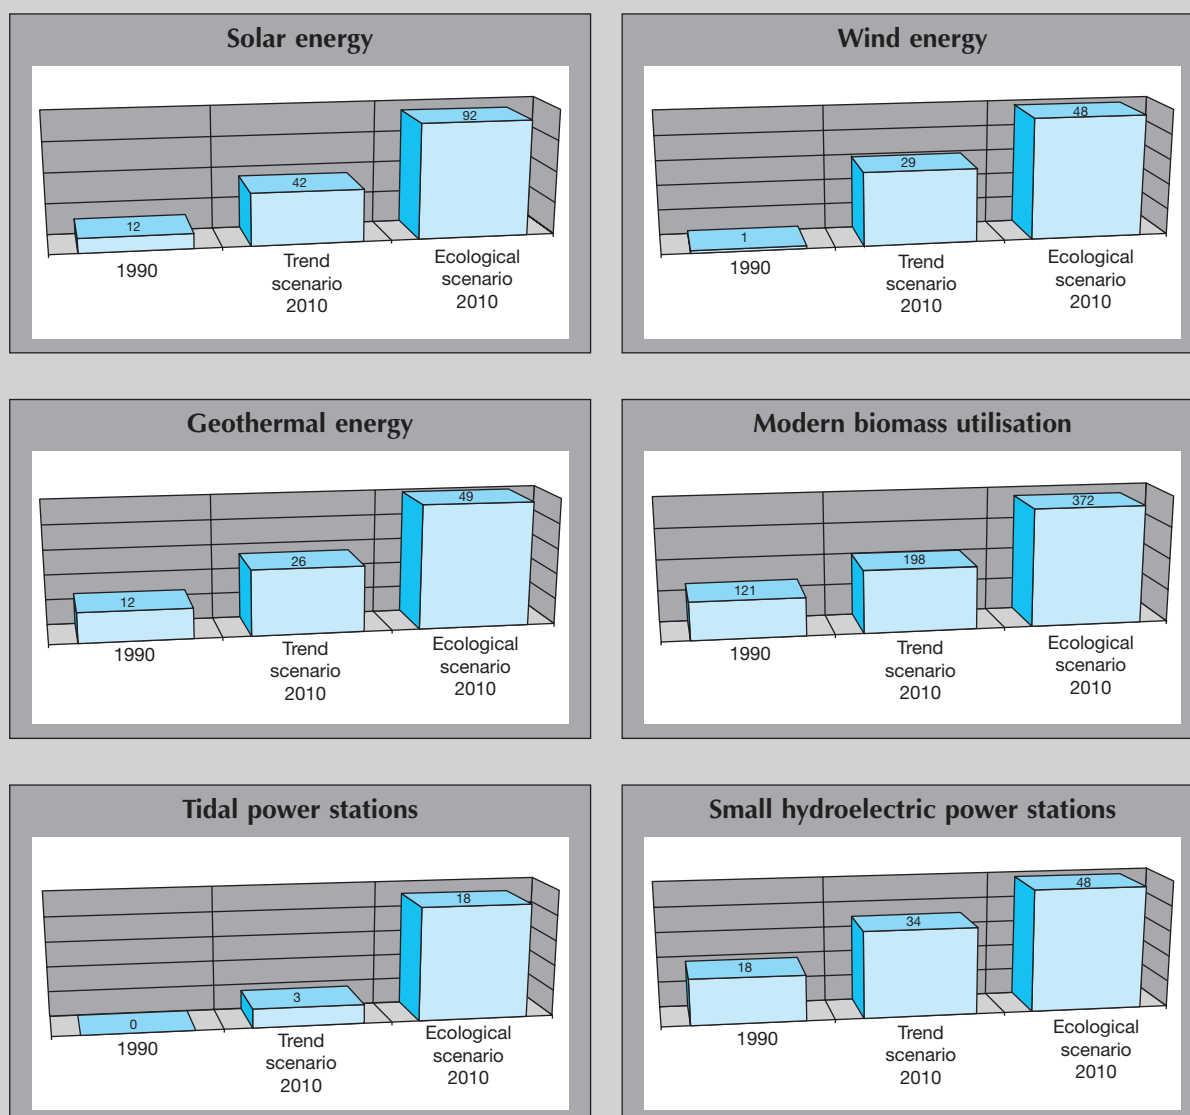 Solar energy
12
42
92
1990
Trend
scenario
2010
Ecological
scenario
2010
Wind energy
1
29
48
1990
Trend
scenario
2010
Ecological
scenario
2010
Geothermal energy
12
26
49
1990
Trend
scenario
2010
Ecological
scenario
2010
Modern biomass utilisation
121
198
372
1990
Trend
scenario
2010
Ecological
scenario
2010
Tidal power stations
0
3
18
1990
Trend
scenario
2010
Ecological
scenario
2010
Small hydroelectric power stations
18
34
48
1990
Trend
scenario
2010
Ecological
scenario
2010